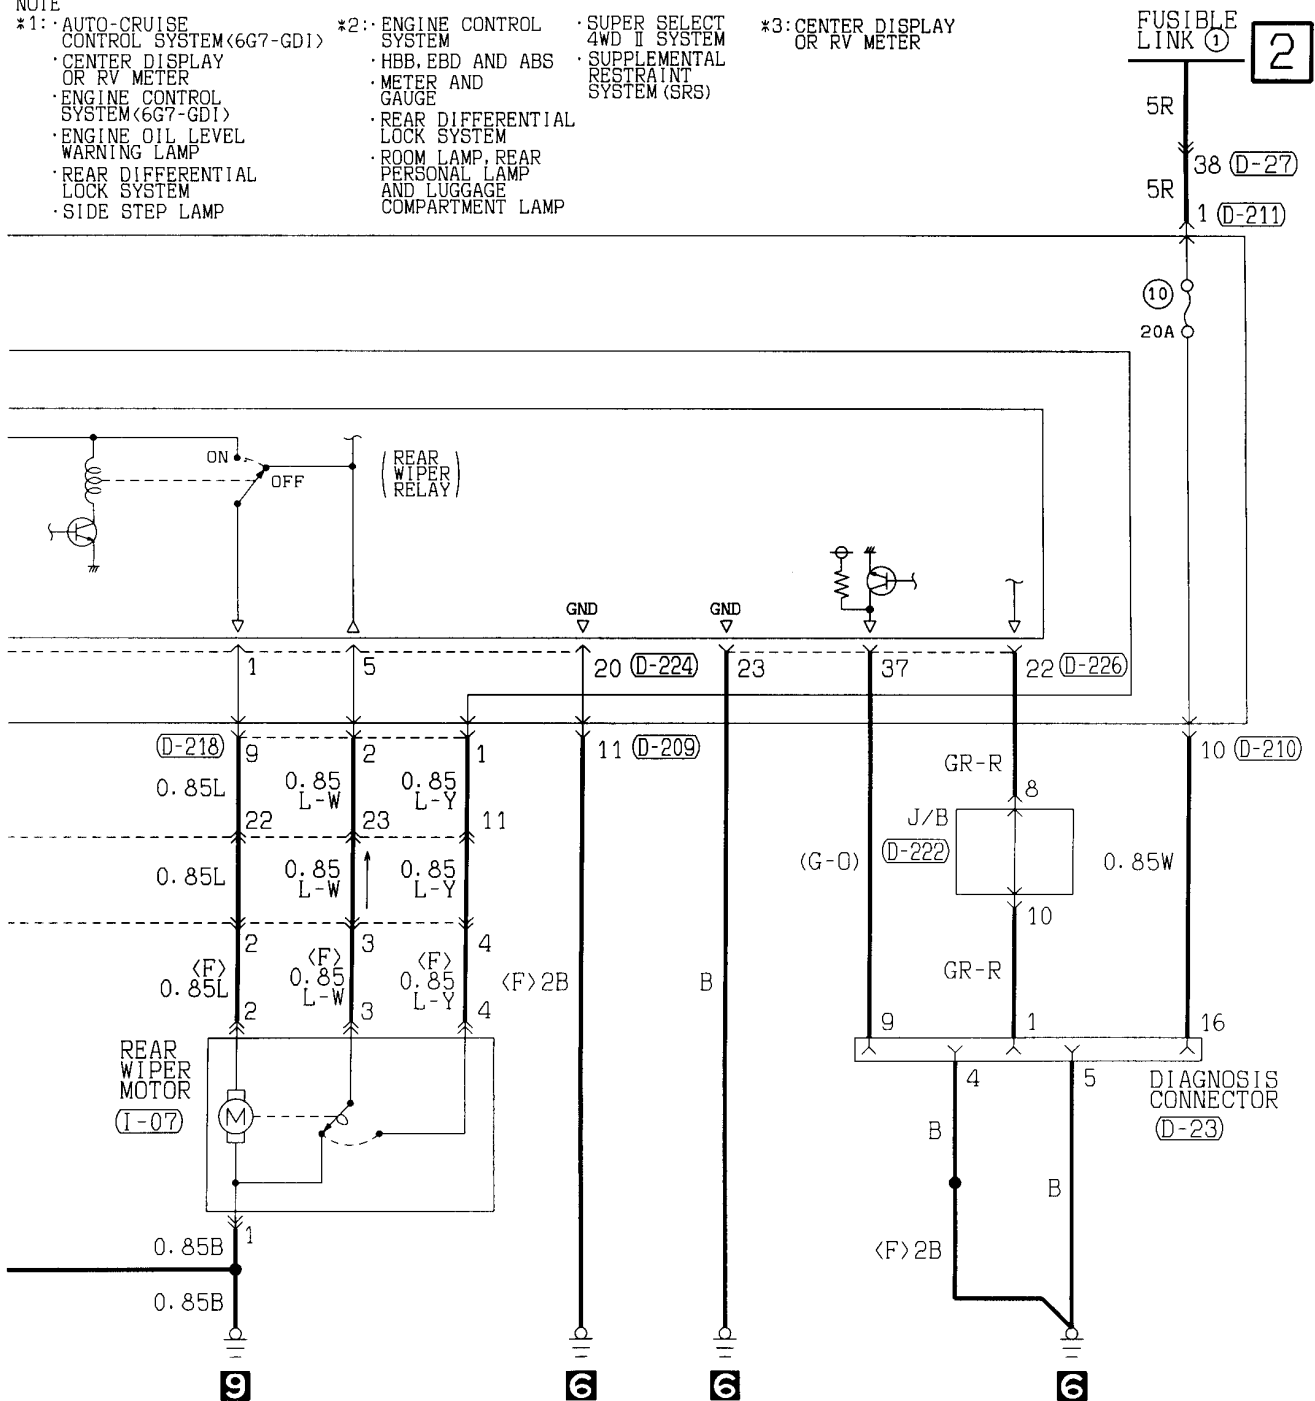 NOTE
*1:·AUTO-CRUISE
CONTROL SYSTEM<6G7-GDI>
·CENTER DISPLAY
OR RV METER
·ENGINE CONTROL
SYSTEM<6G7-GDI>
·ENGINE OIL LEVEL
WARNING LAMP
·REAR DIFFERENTIAL
LOCK SYSTEM
·SIDE STEP LAMP
*2:·ENGINE CONTROL
SYSTEM
·HBB, EBD AND ABS
·METER AND
GAUGE
·REAR DIFFERENTIAL
LOCK SYSTEM
·ROOM LAMP, REAR
PERSONAL LAMP
AND LUGGAGE
COMPARTMENT LAMP
·SUPER SELECT
4WD Ⅱ SYSTEM
·SUPPLEMENTAL
RESTRAINT
SYSTEM(SRS)
*3:CENTER DISPLAY
OR RV METER
FUSIBLE
LINK ①
2
5R
38 D-27
5R
1 D-211
10
20A
ON
OFF
(REAR
WIPER
RELAY)
GND
GND
1
5
20 D-224
23
37
22 D-226
D-218
9
2
1
11 D-209
10 D-210
0.85L
0.85
L-W
0.85
L-Y
GR-R
8
22
23
11
J/B
D-222
(G-O)
0.85W
0.85L
0.85
L-W
0.85
L-Y
10
2
3
4
<F>
0.85L
<F>
0.85
L-W
<F>
0.85
L-Y
<F>2B
B
GR-R
2
3
4
9
1
16
REAR
WIPER
MOTOR
I-07
M
4
5
DIAGNOSIS
CONNECTOR
D-23
B
B
1
0.85B
<F>2B
0.85B
9
6
6
6